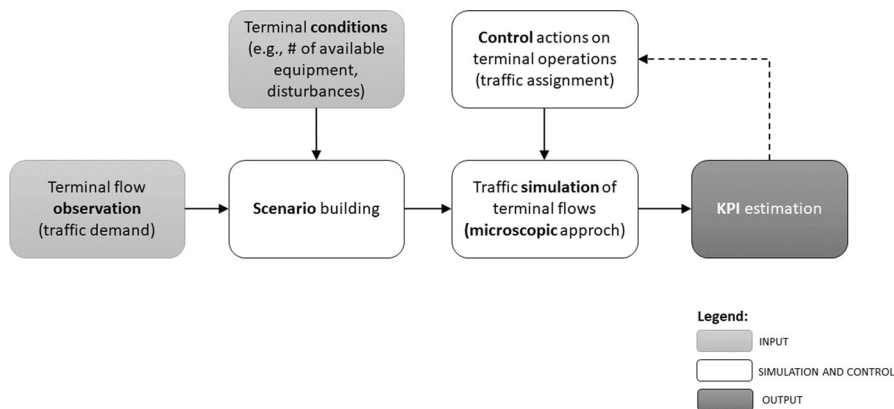 Terminal conditions
(e.g., # of available
equipment,
disturbances)
Control actions on
terminal operations
(traffic assignment)
Terminal flow
observation
(traffic demand)
Scenario building
Traffic simulation of
terminal flows
(microscopic approch)
KPI estimation
Legend:
INPUT
SIMULATION AND CONTROL
OUTPUT